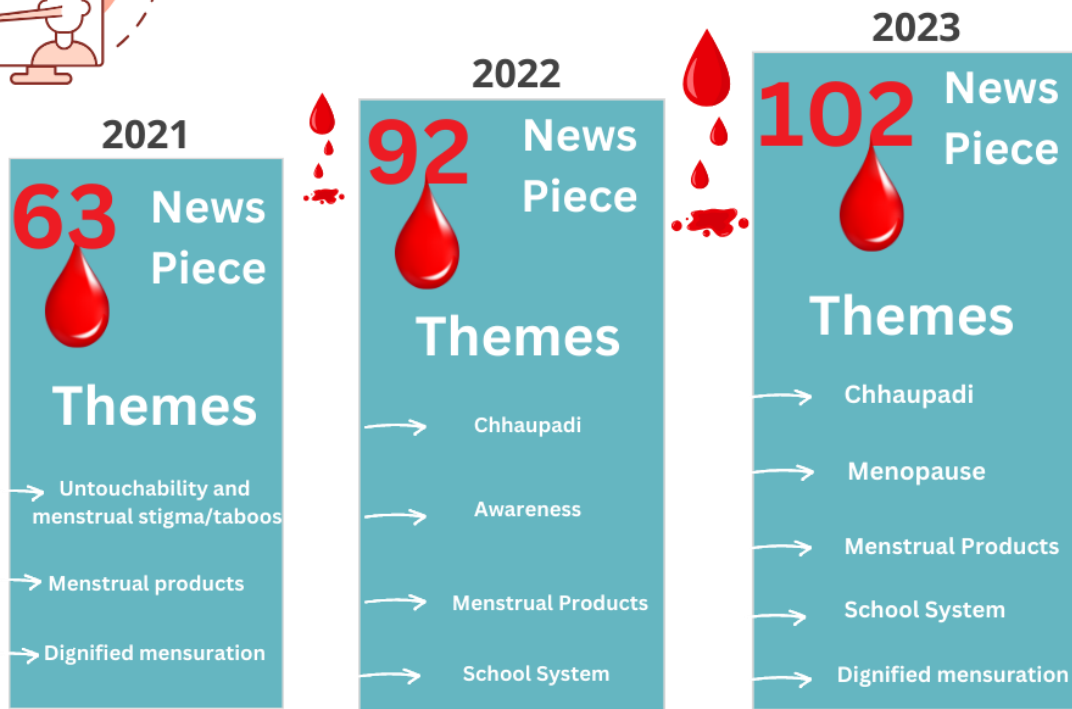 2021
63
News
Piece
Themes
Untouchability and
menstrual stigma/taboos
Menstrual products
Dignified mensuration
2022
92
News
Piece
Themes
Chhaupadi
Awareness
Menstrual Products
School System
2023
102
News
Piece
Themes
Chhaupadi
Menopause
Menstrual Products
School System
Dignified mensuration